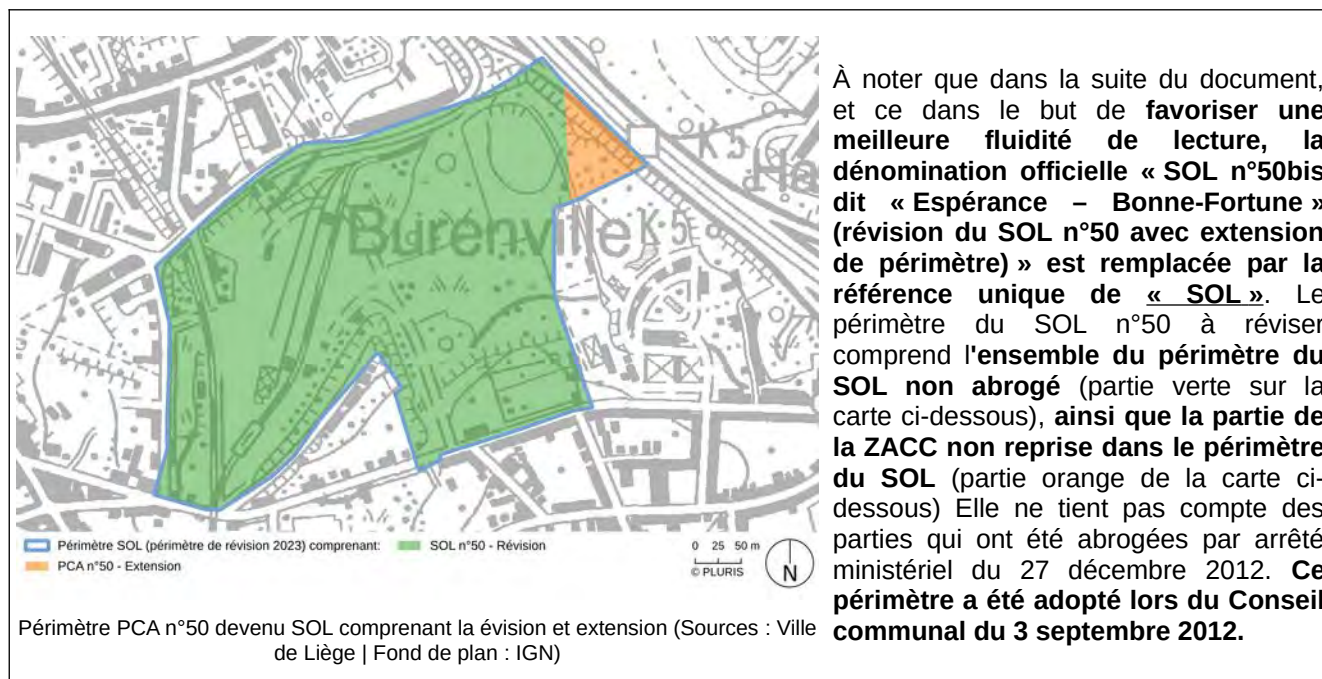 Burenville
K 5
K 5
Ha
Périmètre SOL (périmètre de révision 2023) comprenant:
SOL n°50 - Révision
PCA n°50 - Extension
0 25 50 m
© PLURIS
N
Périmètre PCA n°50 devenu SOL comprenant la évision et extension (Sources : Ville
de Liège | Fond de plan : IGN)
À noter que dans la suite du document,
et ce dans le but de favoriser une
meilleure fluidité de lecture, la
dénomination officielle « SOL n°50bis
dit « Espérance – Bonne-Fortune »
(révision du SOL n°50 avec extension
de périmètre) » est remplacée par la
référence unique de « SOL ». Le
périmètre du SOL n°50 à réviser
comprend l'ensemble du périmètre du
SOL non abrogé (partie verte sur la
carte ci-dessous), ainsi que la partie de
la ZACC non reprise dans le périmètre
du SOL (partie orange de la carte ci-
dessous) Elle ne tient pas compte des
parties qui ont été abrogées par arrêté
ministériel du 27 décembre 2012. Ce
périmètre a été adopté lors du Conseil
communal du 3 septembre 2012.